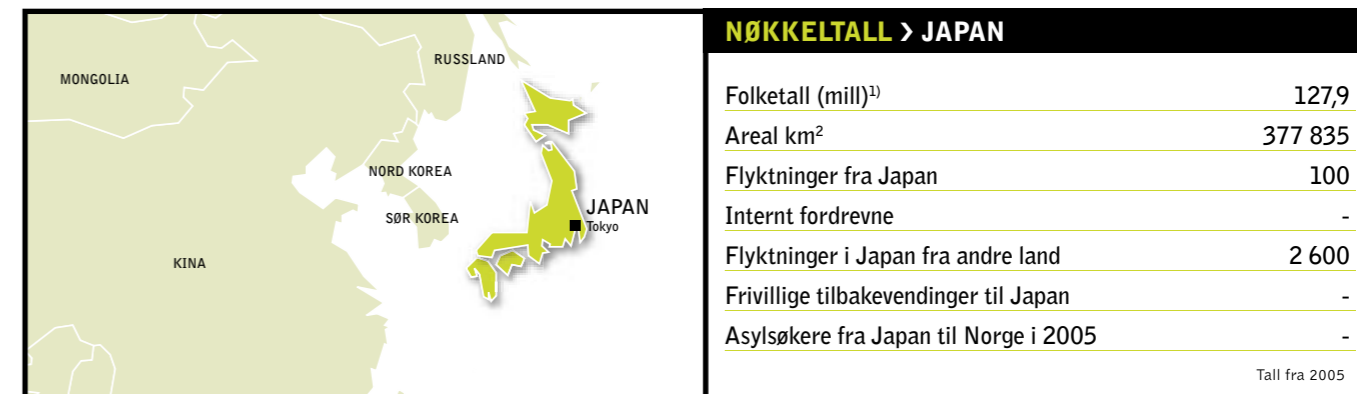 MONGOLIA
RUSSLAND
NORD KOREA
SØR KOREA
JAPAN
Tokyo
KINA
NØKKELTALL > JAPAN
Folketall (mill)1) 127,9
Areal km2 377 835
Flyktninger fra Japan 100
Internt fordrevne -
Flyktninger i Japan fra andre land 2 600
Frivillige tilbakevendinger til Japan -
Asylsøkere fra Japan til Norge i 2005 -
Tall fra 2005